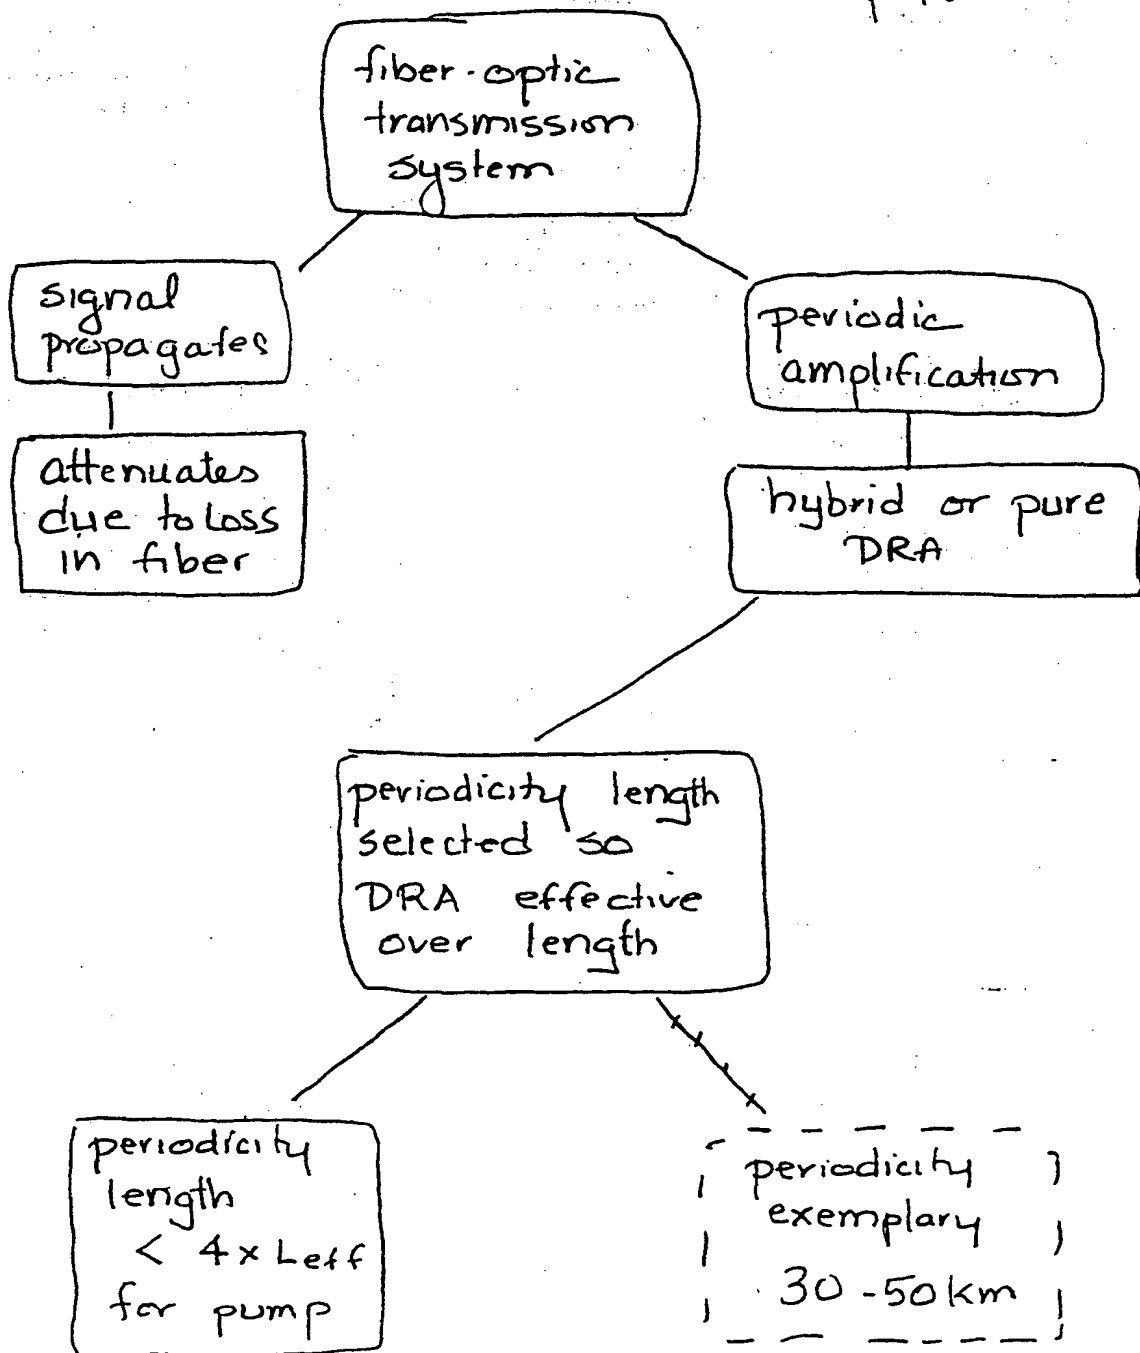 fiber-optic
transmission
system
signal
propagates
periodic
amplification
attenuates
due to loss
in fiber
hybrid or pure
DRA
periodicity length
selected so
DRA effective
over length
periodicity
length
< 4 x Leff
for pump
periodicity
exemplary
30 - 50 km